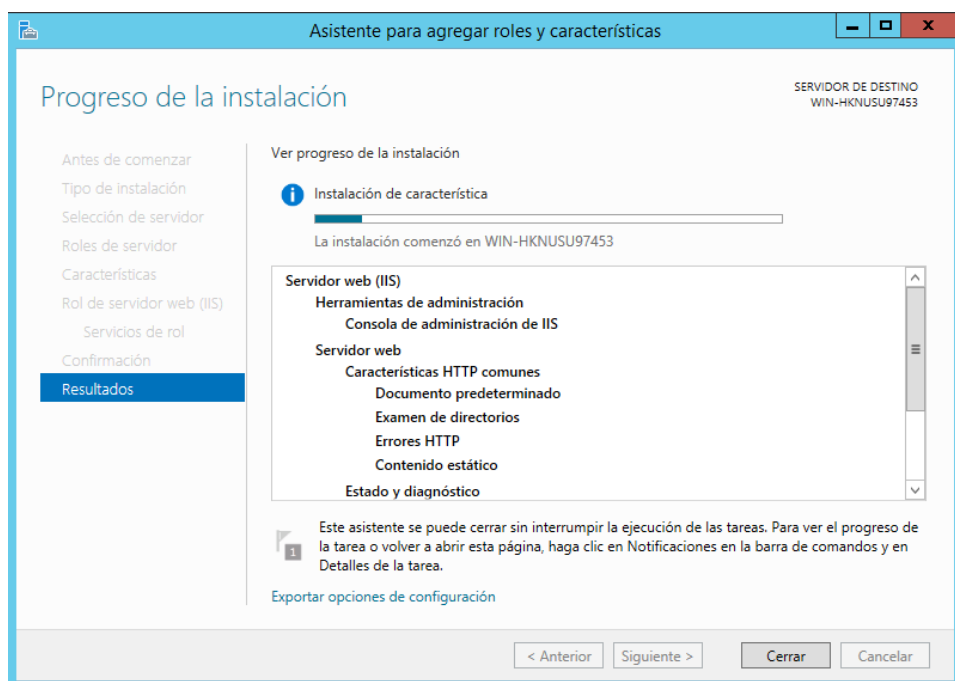 Asistente para agregar roles y características
Progreso de la instalación
SERVIDOR DE DESTINO
WIN-HKNUSU97453
Antes de comenzar
Tipo de instalación
Selección de servidor
Roles de servidor
Características
Rol de servidor web (IIS)
Servicios de rol
Confirmación
Resultados
Ver progreso de la instalación
Instalación de característica
La instalación comenzó en WIN-HKNUSU97453
Servidor web (IIS)
Herramientas de administración
Consola de administración de IIS
Servidor web
Características HTTP comunes
Documento predeterminado
Examen de directorios
Errores HTTP
Contenido estático
Estado y diagnóstico
1
Este asistente se puede cerrar sin interrumpir la ejecución de las tareas. Para ver el progreso de
la tarea o volver a abrir esta página, haga clic en Notificaciones en la barra de comandos y en
Detalles de la tarea.
Exportar opciones de configuración
< Anterior
Siguiente >
Cerrar
Cancelar